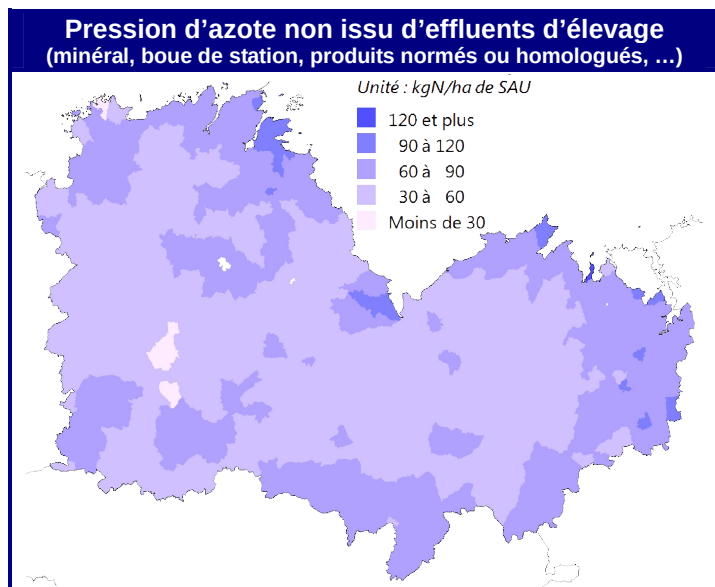 Pression d'azote non issu d'effluents d'élevage
(minéral, boue de station, produits normés ou homologués, …)
Unité : kgN/ha de SAU
120 et plus
90 à 120
60 à 90
30 à 60
Moins de 30